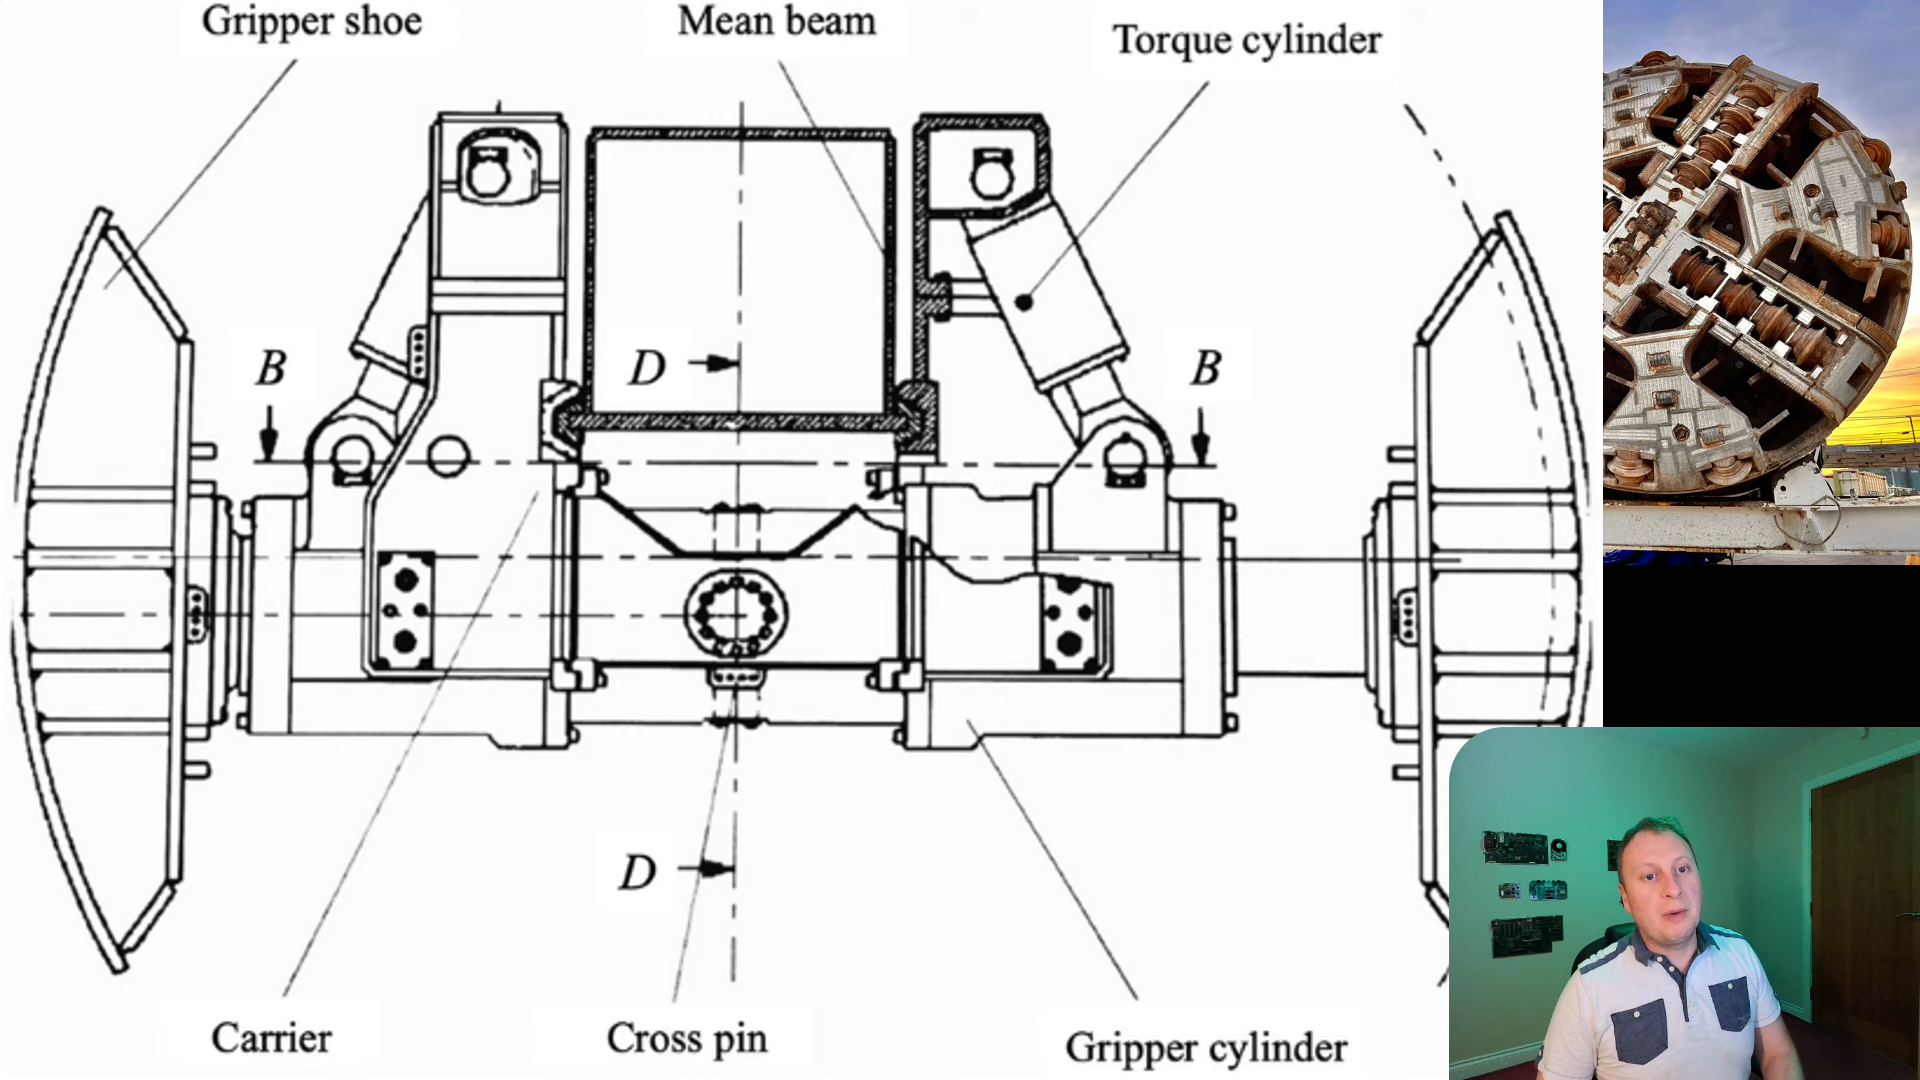 Gripper shoe
Mean beam
Torque cylinder
B
D
B
D
Carrier
Cross pin
Gripper cylinder